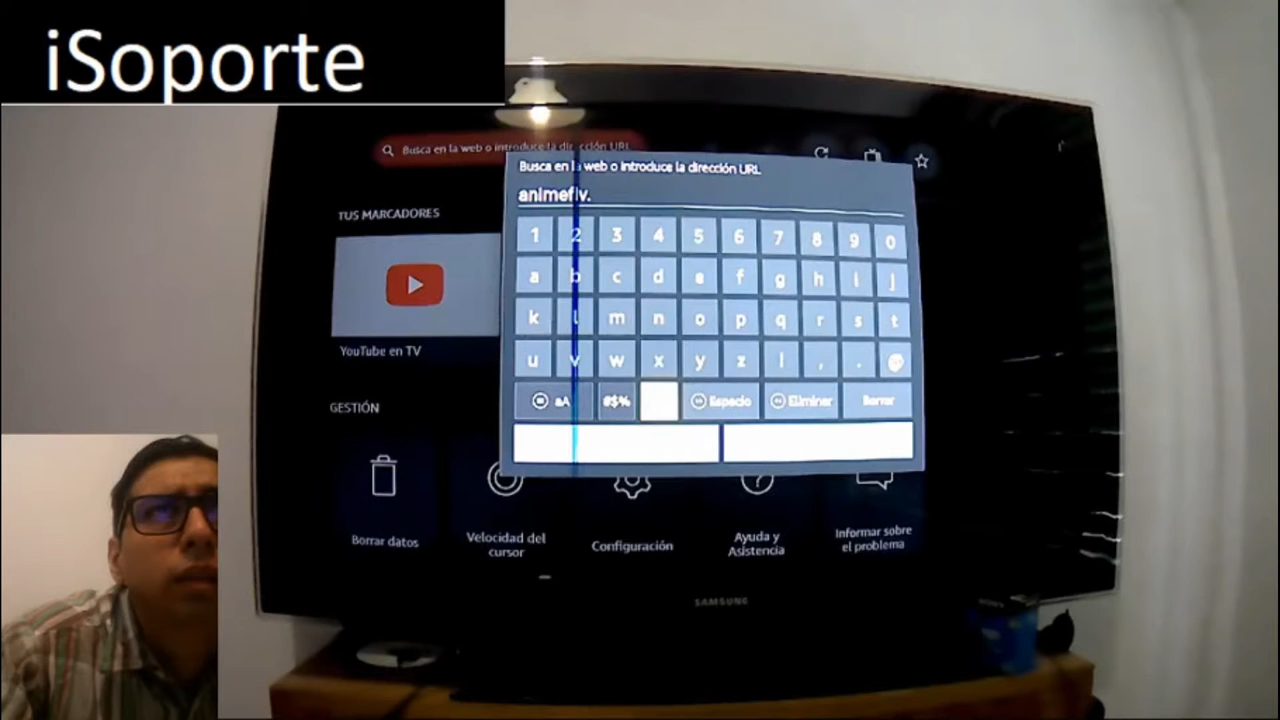 iSoporte
Busca en la web o introduce la dirección URL
Busca en la web o introduce la dirección URL
animeflv.
TUS MARCADORES
1 2 3 4 5 6 7 8 9 0
a b c d e f g h i j
k l m n o p q r s t
u v w x y z
, .
YouTube en TV
aA #$% Espacio Eliminar Borrar
GESTIÓN
Borrar datos
Velocidad del
cursor
Configuración
Ayuda y
Asistencia
Informar sobre
el problema
SAMSUNG